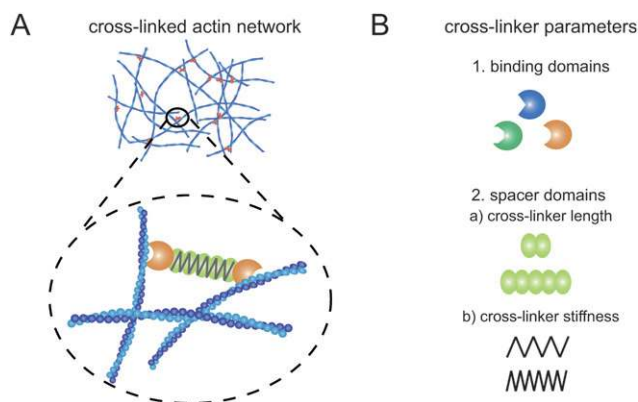 A
cross-linked actin network
B
cross-linker parameters
1. binding domains
2. spacer domains
a) cross-linker length
b) cross-linker stiffness